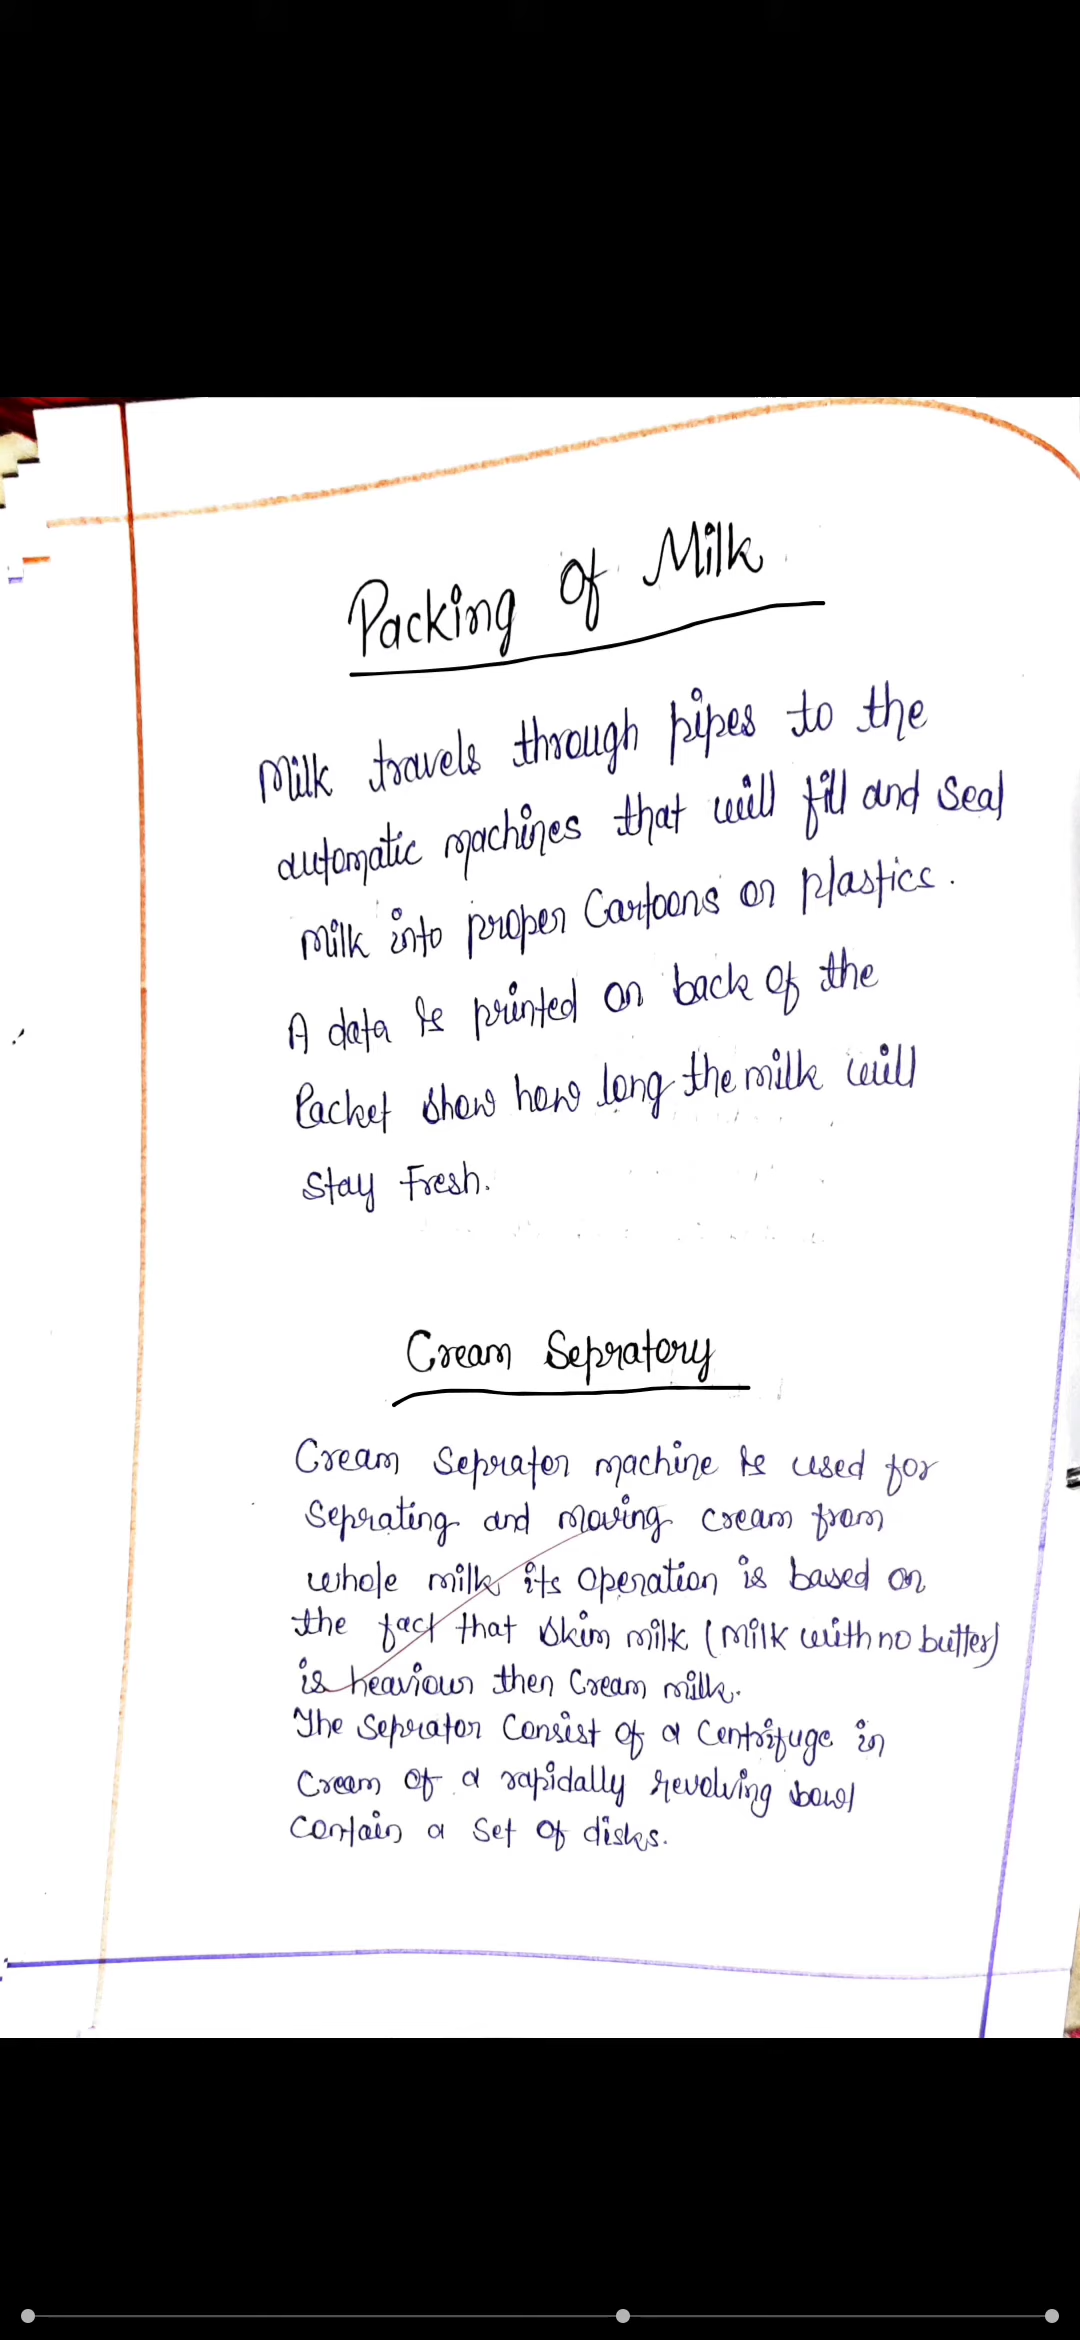 Packing of Milk
Milk travels through pipes to the
automatic machines that will fill and seal
milk into proper Cartoons or plastics.
A data is printed on back of the
Packet show how long the milk will
stay Fresh.
Cream Sepratory
Cream Seprator machine is used for
Seprating and moving cream from
whole milk its operation is based on
the fact that skim milk (milk with no butter)
is heaviour then Cream milk.
The Seprator Consist of a Centrifuge in
Cream of a rapidally revolving bowl
contain a set of disks.